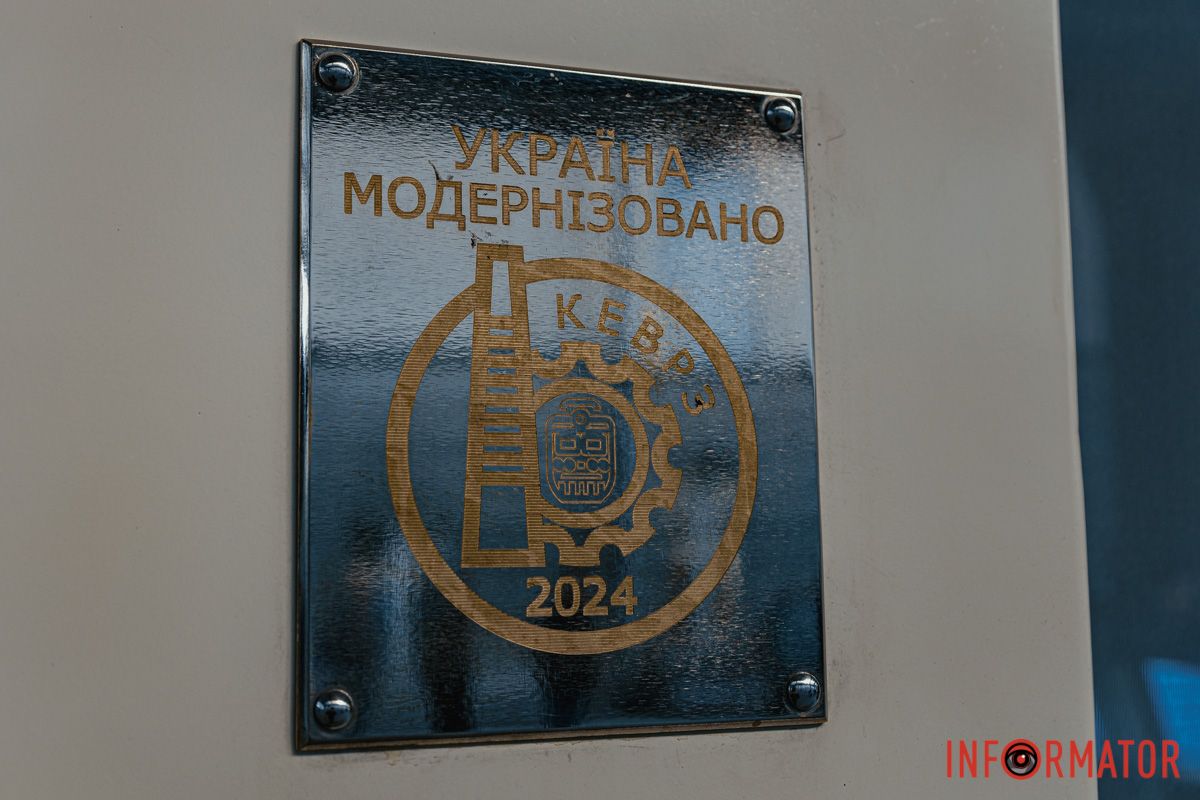 УКРАЇНА
МОДЕРНІЗОВАНО
КЕВРЗ
2024
INFORMATOR